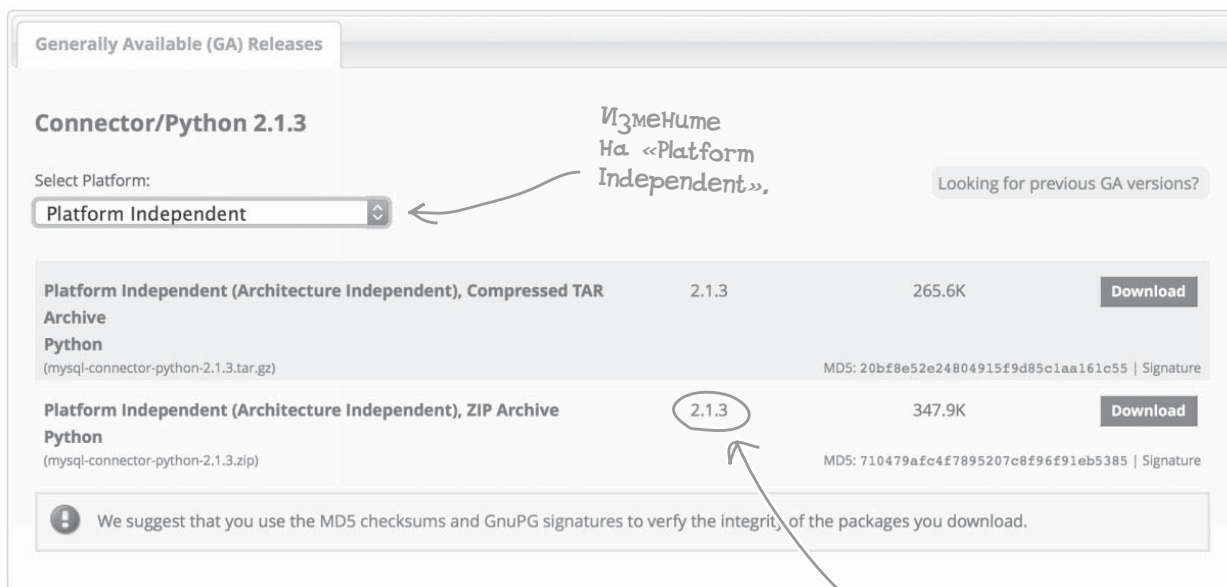 Generally Available (GA) Releases
Connector/Python 2.1.3
Измените
на «Platform
Independent».
Select Platform:
Looking for previous GA versions?
Platform Independent
Platform Independent (Architecture Independent), Compressed TAR
Archive
Python
2.1.3
265.6K
Download
(mysql-connector-python-2.1.3.tar.gz)
MD5: 20bf8e52e24804915f9d85c1aa161c55 | Signature
Platform Independent (Architecture Independent), ZIP Archive
Python
2.1.3
347.9K
Download
(mysql-connector-python-2.1.3.zip)
MD5: 710479afc4f7895207c8f96f91eb5385 | Signature
We suggest that you use the MD5 checksums and GnuPG signatures to verfy the integrity of the packages you download.